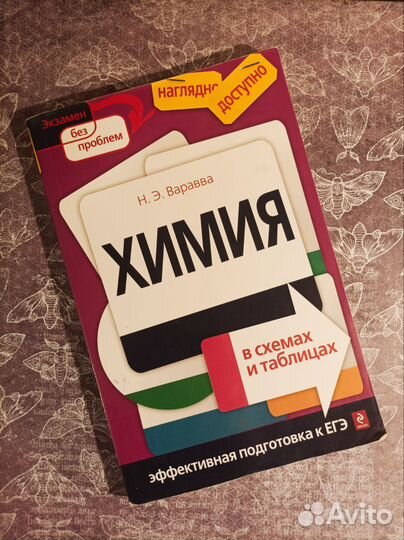 Экзамен
без
проблем
наглядно
доступно
Н. Э. Варавва
ХИМИЯ
в схемах
и таблицах
эффективная подготовка к ЕГЭ
Avito